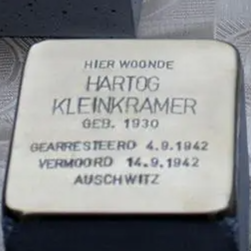 HIER WOONDE
HARTOG
KLEINKRAMER
GEB. 1930
GEARRESTEERD 4.9.1942
VERMOORD 14.9.1942
AUSCHWITZ